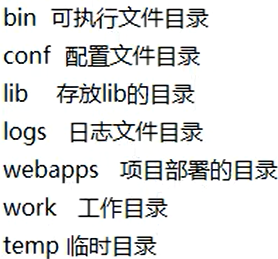 bin 可执行文件目录
conf 配置文件目录
lib 存放lib的目录
logs 日志文件目录
webapps 项目部署的目录
work 工作目录
temp 临时目录